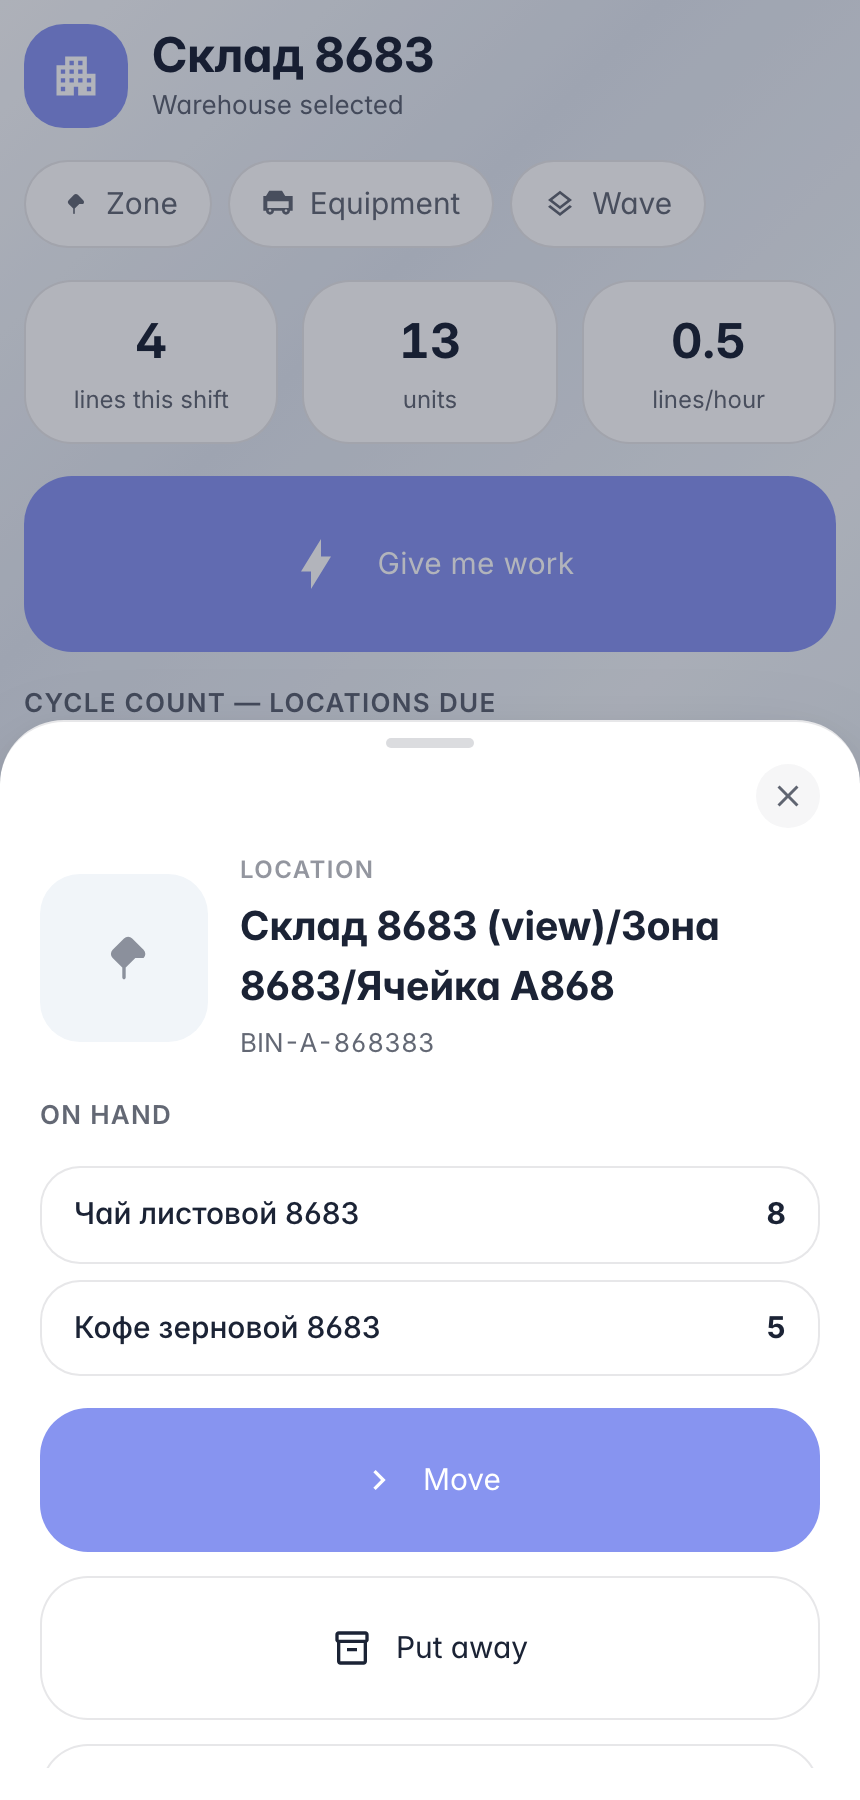 Склад 8683
Warehouse selected
Zone
Equipment
Wave
4
lines this shift
13
units
0.5
lines/hour
Give me work
CYCLE COUNT — LOCATIONS DUE
LOCATION
Склад 8683 (view)/Зона
8683/Ячейка A868
BIN-A-868383
ON HAND
Чай листовой 8683
8
Кофе зерновой 8683
5
Move
Put away